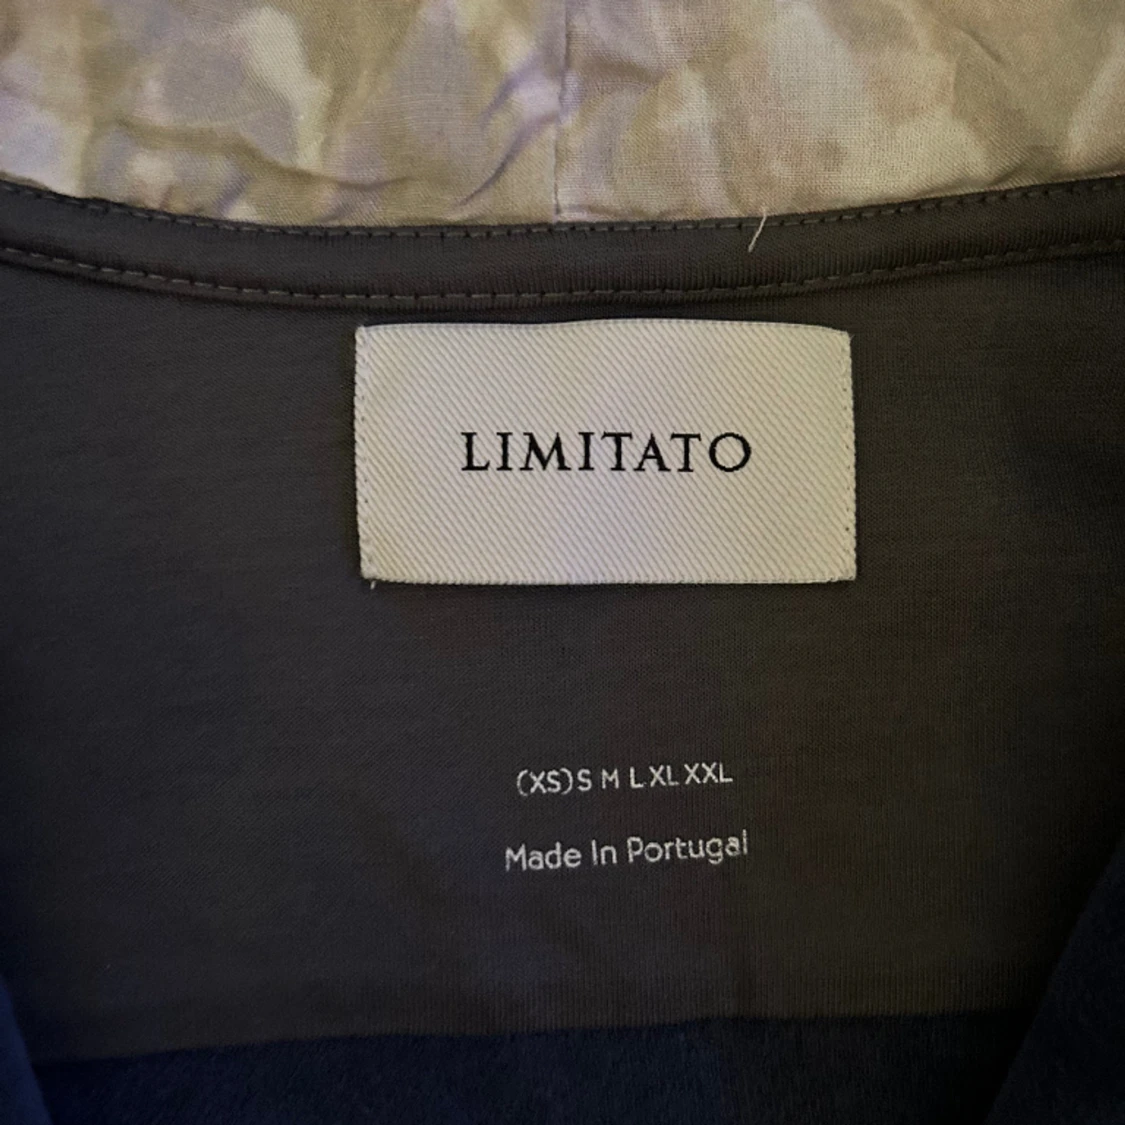 LIMITATO
(XS) S M L XL XXL
Made In Portugal